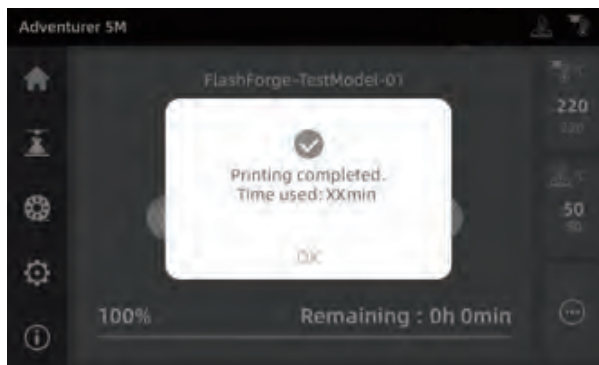 Adventurer 5M
FlashForge-TestModel-01
°C
220
220
Printing completed.
Time used: XXmin
°C
50
50
OK
100%
Remaining : 0h 0min